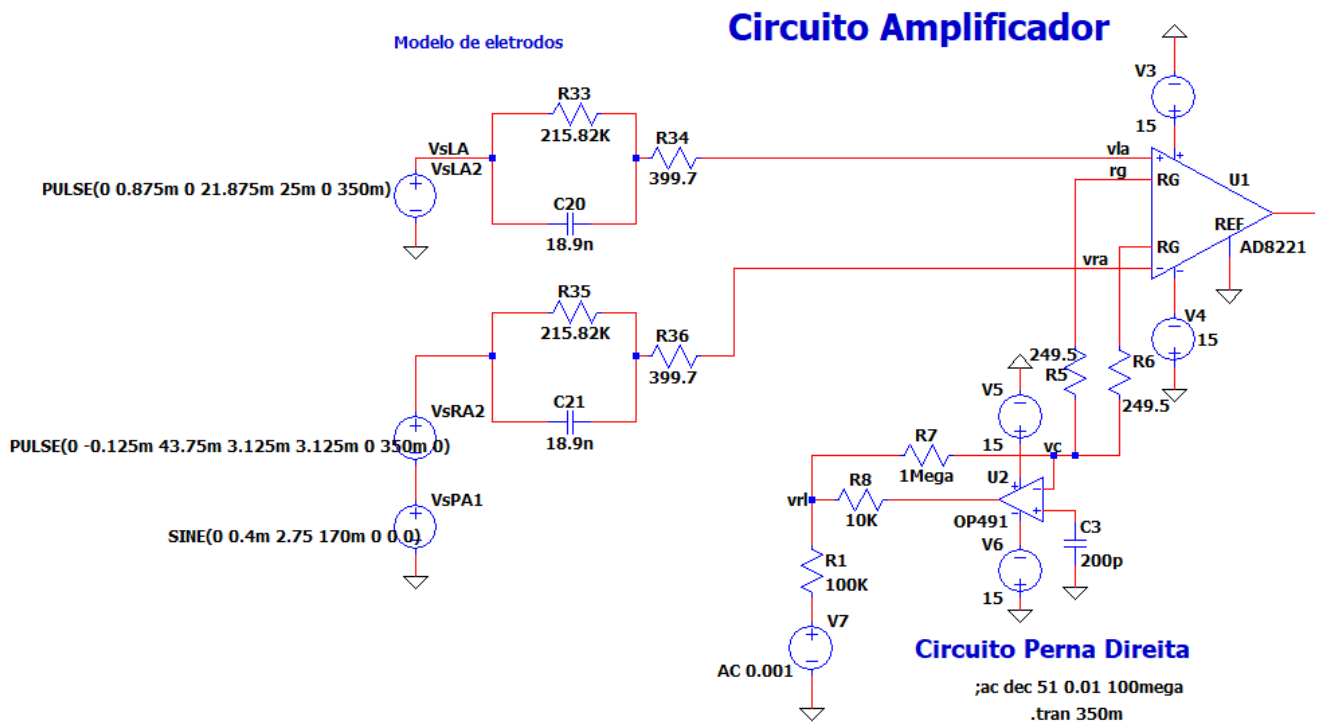 Circuito Amplificador
Modelo de eletrodos
V3
15
R33
215.82K
R34
399.7
VsLA
VsLA2
PULSE(0 0.875m 0 21.875m 25m 0 350m)
C20
18.9n
vla
rg
RG
U1
REF
RG
AD8221
vra
R35
215.82K
R36
399.7
C21
18.9n
V4
15
249.5
R5
R6
249.5
VsRA2
PULSE(0 -0.125m 43.75m 3.125m 3.125m 0 350m 0)
VsPA1
SINE(0 0.4m 2.75 170m 0 0 0)
V5
15
R7
1Mega
vc
U2
R8
10K
vrl
OP491
C3
200p
V6
15
R1
100K
V7
AC 0.001
Circuito Perna Direita
;ac dec 51 0.01 100mega
.tran 350m